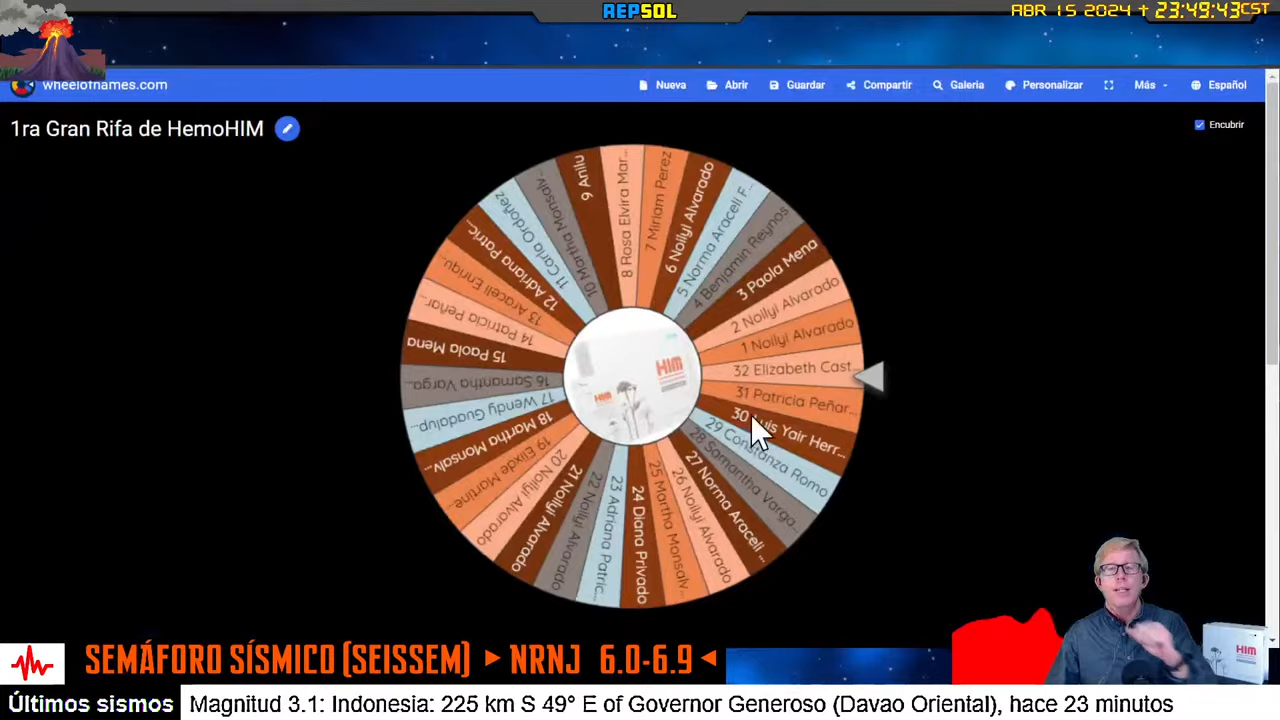 REPSOL
ABR 15 2024 † 23:49:43CST
wheelofnames.com
Nueva
Abrir
Guardar
Compartir
Galeria
Personalizar
Más
Español
1ra Gran Rifa de HemoHIM
Encubrir
1 Noilyi Alvarado
2 Noilyi Alvarado
3 Paola Mena
4 Benjamin Reynos
5 Norma Araceli F...
6 Noilyi Alvarado
7 Miriam Perez
8 Rosa Elvira Mar...
9 Anilu
10 Martha Monsalv...
11 Carla Ordoñez
12 Adriana Patric...
13 Araceli Enriqu...
14 Patricia Peñar...
15 Paola Mena
16 Samantha Varga...
17 Wendy Guadalup...
18 Martha Monsalv...
19 Elixde Martine...
20 Noilyi Alvarado
21 Noilyi Alvarado
22 Noilyi Alvarado
23 Adriana Patric...
24 Diana Privado
25 Martha Monsalv...
26 Noilyi Alvarado
27 Norma Araceli ...
28 Samantha Varga...
29 Constanza Romo
30 Luis Yair Herr...
31 Patricia Peñar...
32 Elizabeth Cast...
HIM
HIM
HIM
SEMÁFORO SÍSMICO (SEISSEM) ► NRNJ 6.0-6.9 ◄
Últimos sismos
Magnitud 3.1: Indonesia: 225 km S 49° E of Governor Generoso (Davao Oriental), hace 23 minutos